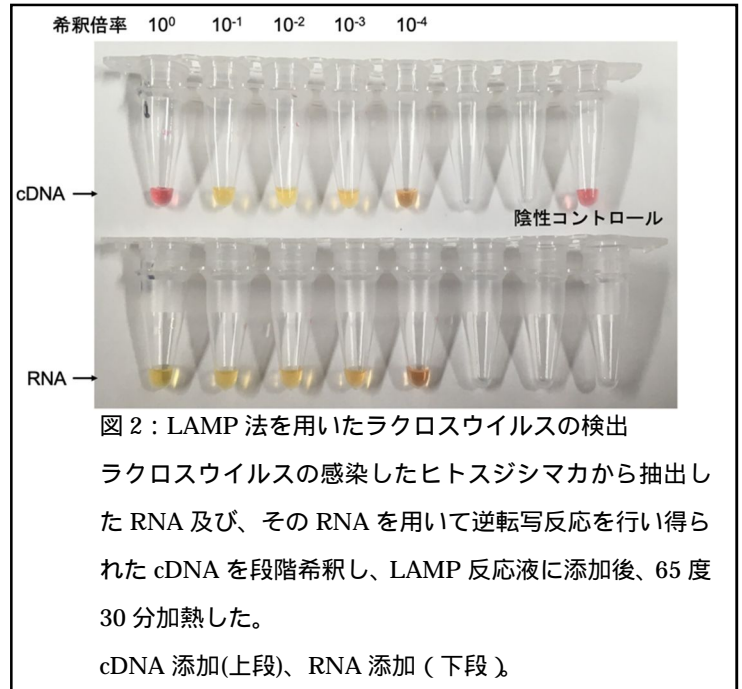 希釈倍率 10⁰ 10⁻¹ 10⁻² 10⁻³ 10⁻⁴
cDNA →
陰性コントロール
RNA →
図 2：LAMP 法を用いたラクロスウイルスの検出
ラクロスウイルスの感染したヒトスジシマカから抽出し
た RNA 及び、その RNA を用いて逆転写反応を行い得ら
れた cDNA を段階希釈し、LAMP 反応液に添加後、65 度
30 分加熱した。
cDNA 添加(上段)、RNA 添加（下段）。